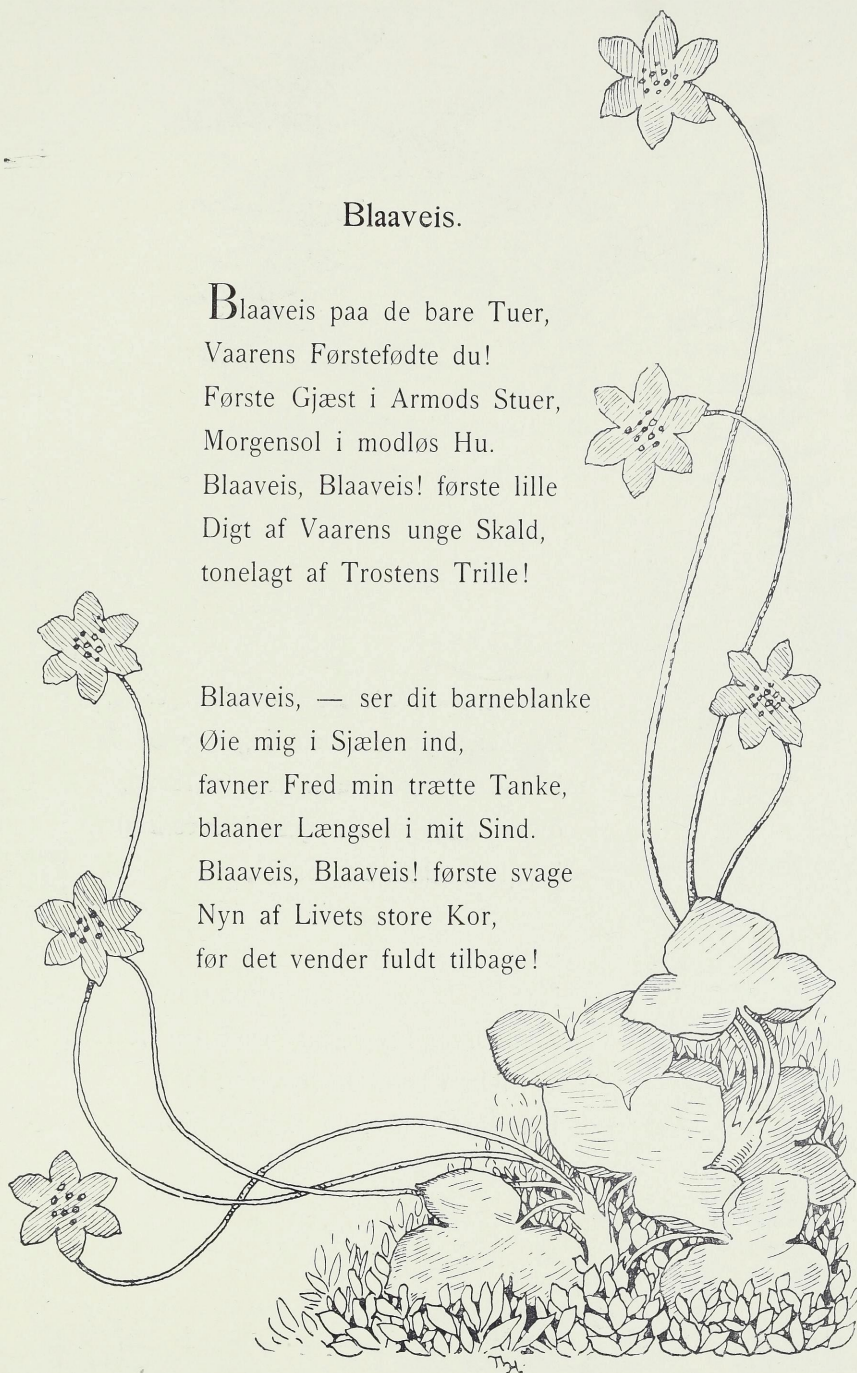 Blaaveis.
Blaaveis paa de bare Tuer,
Vaarens Førstefødte du!
Første Gjæst i Armods Stuer,
Morgensol i modløs Hu.
Blaaveis, Blaaveis! første lille
Digt af Vaarens unge Skald,
tonelagt af Trostens Trille!
Blaaveis, — ser dit barneblanke
Øie mig i Sjælen ind,
favner Fred min trætte Tanke,
blaaner Længsel i mit Sind.
Blaaveis, Blaaveis! første svage
Nyn af Livets store Kor,
før det vender fuldt tilbage!